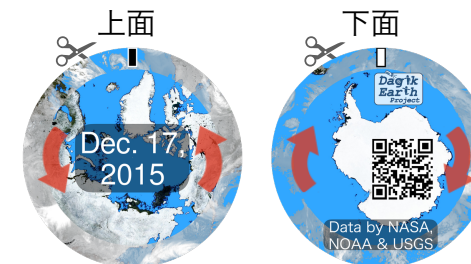 上面
下面
Dec. 17,
2015
Dagik
Earth
Project
Data by NASA,
NOAA & USGS